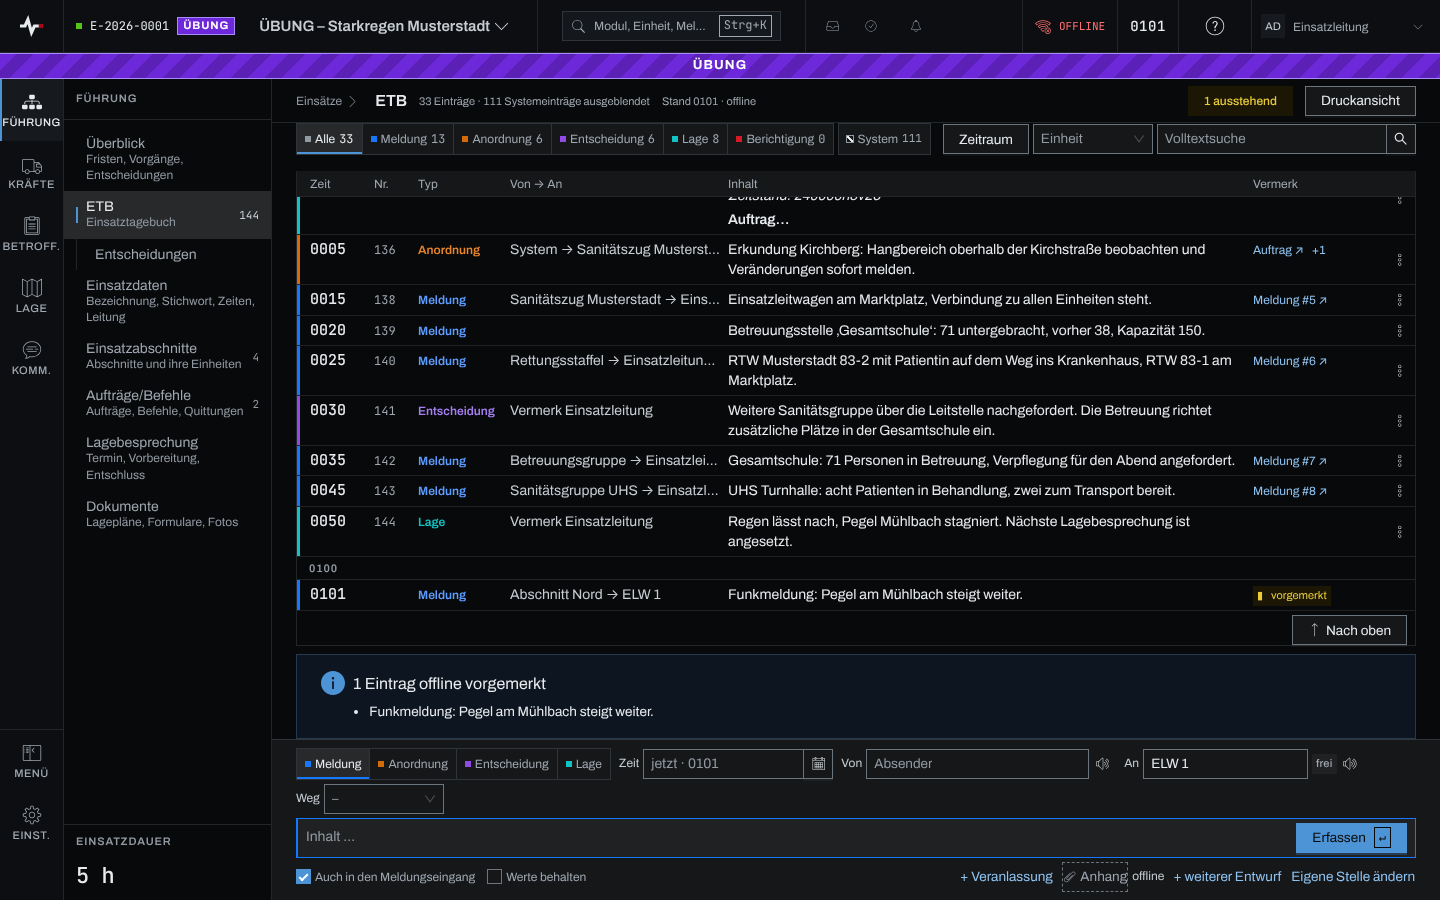 E-2026-0001 ÜBUNG ÜBUNG – Starkregen Musterstadt Modul, Einheit, Mel... Strg+K OFFLINE 0101 ? AD Einsatzleitung
ÜBUNG
FÜHRUNG
KRÄFTE
BETROFF.
LAGE
KOMM.
MENÜ
EINST.
FÜHRUNG
Überblick
Fristen, Vorgänge,
Entscheidungen
ETB
Einsatztagebuch 144
Entscheidungen
Einsatzdaten
Bezeichnung, Stichwort, Zeiten,
Leitung
Einsatzabschnitte
Abschnitte und ihre Einheiten 4
Aufträge/Befehle
Aufträge, Befehle, Quittungen 2
Lagebesprechung
Termin, Vorbereitung,
Entschluss
Dokumente
Lagepläne, Formulare, Fotos
EINSATZDAUER
5 h
Einsätze ETB 33 Einträge · 111 Systemeinträge ausgeblendet Stand 0101 · offline 1 ausstehend Druckansicht
Alle 33 Meldung 13 Anordnung 6 Entscheidung 6 Lage 8 Berichtigung 0 System 111 Zeitraum Einheit Volltextsuche
Zeit Nr. Typ Von → An Inhalt Vermerk
Auftrag...
0005 136 Anordnung System → Sanitätszug Musterst... Erkundung Kirchberg: Hangbereich oberhalb der Kirchstraße beobachten und Auftrag ↗ +1
Veränderungen sofort melden.
0015 138 Meldung Sanitätszug Musterstadt → Eins... Einsatzleitwagen am Marktplatz, Verbindung zu allen Einheiten steht. Meldung #5 ↗
0020 139 Meldung Betreuungsstelle ‚Gesamtschule‘: 71 untergebracht, vorher 38, Kapazität 150.
0025 140 Meldung Rettungsstaffel → Einsatzleitun... RTW Musterstadt 83-2 mit Patientin auf dem Weg ins Krankenhaus, RTW 83-1 am Meldung #6 ↗
Marktplatz.
0030 141 Entscheidung Vermerk Einsatzleitung Weitere Sanitätsgruppe über die Leitstelle nachgefordert. Die Betreuung richtet
zusätzliche Plätze in der Gesamtschule ein.
0035 142 Meldung Betreuungsgruppe → Einsatzlei... Gesamtschule: 71 Personen in Betreuung, Verpflegung für den Abend angefordert. Meldung #7 ↗
0045 143 Meldung Sanitätsgruppe UHS → Einsatzl... UHS Turnhalle: acht Patienten in Behandlung, zwei zum Transport bereit. Meldung #8 ↗
0050 144 Lage Vermerk Einsatzleitung Regen lässt nach, Pegel Mühlbach stagniert. Nächste Lagebesprechung ist
angesetzt.
0100
0101 Meldung Abschnitt Nord → ELW 1 Funkmeldung: Pegel am Mühlbach steigt weiter. vorgemerkt
↑ Nach oben
1 Eintrag offline vorgemerkt
• Funkmeldung: Pegel am Mühlbach steigt weiter.
Meldung Anordnung Entscheidung Lage Zeit jetzt · 0101 Von Absender An ELW 1 frei
Weg –
Inhalt ... Erfassen ↵
Auch in den Meldungseingang Werte behalten + Veranlassung Anhang offline + weiterer Entwurf Eigene Stelle ändern